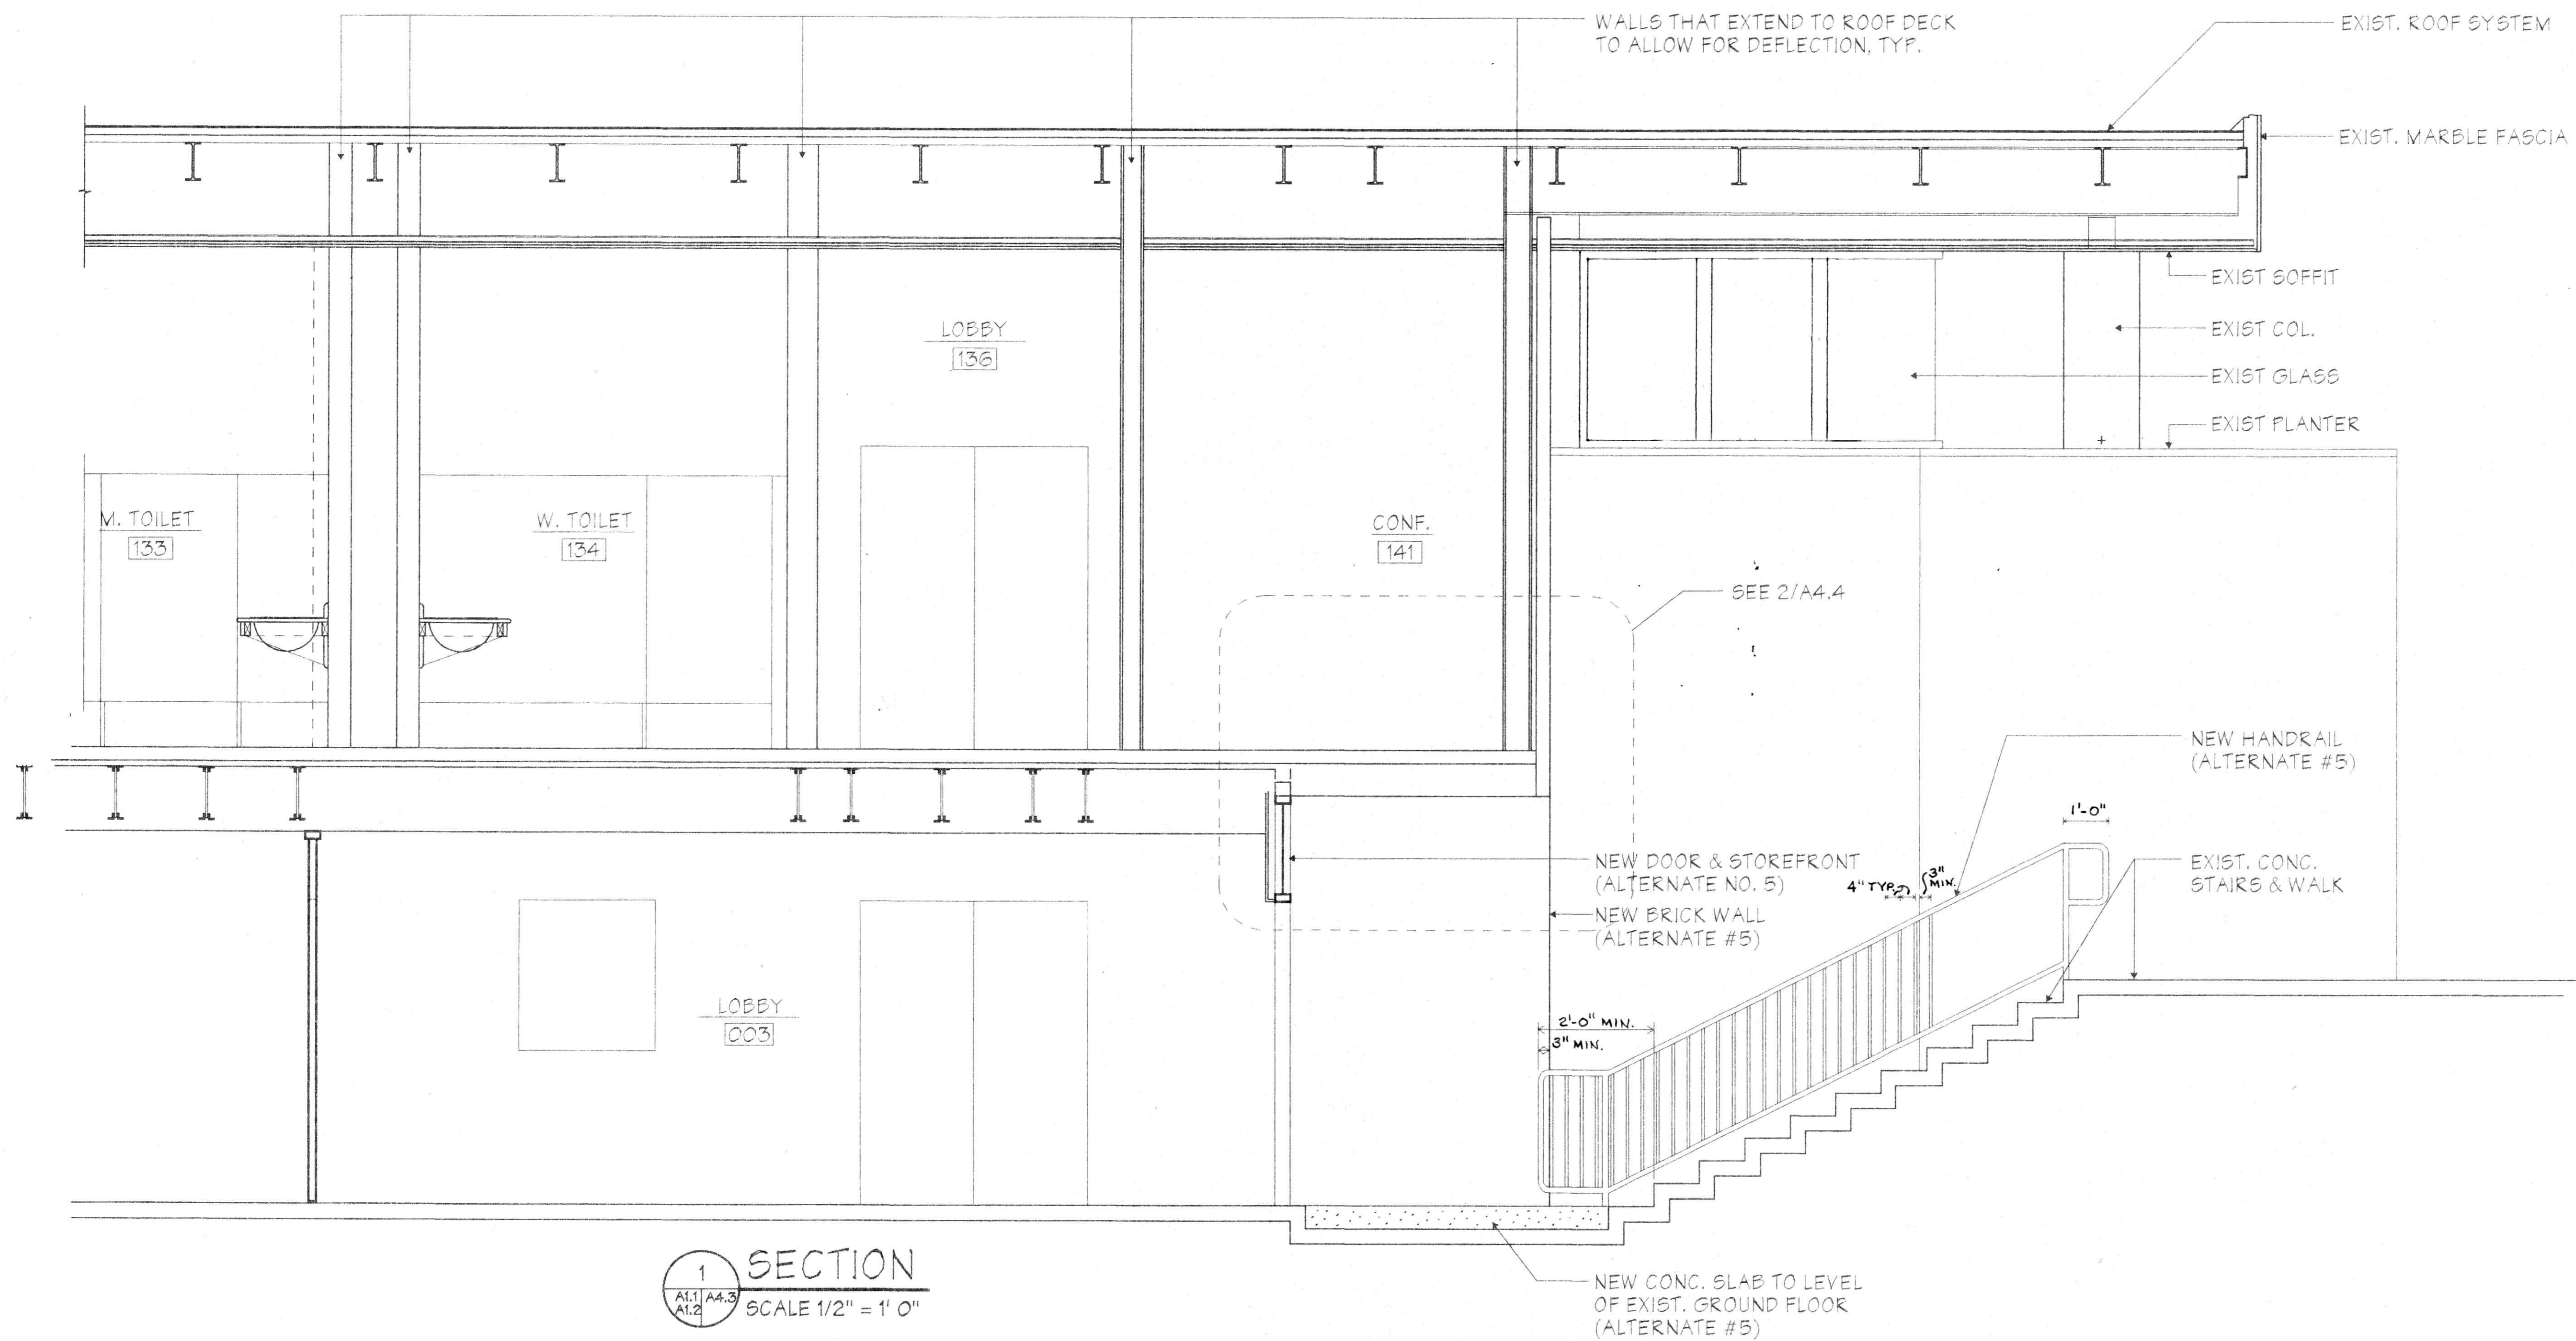 WALLS THAT EXTEND TO ROOF DECK
TO ALLOW FOR DEFLECTION, TYP.
EXIST. ROOF SYSTEM
EXIST. MARBLE FASCIA
EXIST SOFFIT
EXIST COL.
EXIST GLASS
EXIST PLANTER
LOBBY
136
M. TOILET
133
W. TOILET
134
CONF.
141
SEE 2/A4.4
NEW HANDRAIL
(ALTERNATE #5)
1'-0"
EXIST. CONC.
STAIRS & WALK
NEW DOOR & STOREFRONT
(ALTERNATE NO. 5)
4" TYP.
3"
MIN.
NEW BRICK WALL
(ALTERNATE #5)
LOBBY
003
2'-0" MIN.
3" MIN.
1
A1.1
A1.2
A4.3
SECTION
SCALE 1/2" = 1' 0"
NEW CONC. SLAB TO LEVEL
OF EXIST. GROUND FLOOR
(ALTERNATE #5)